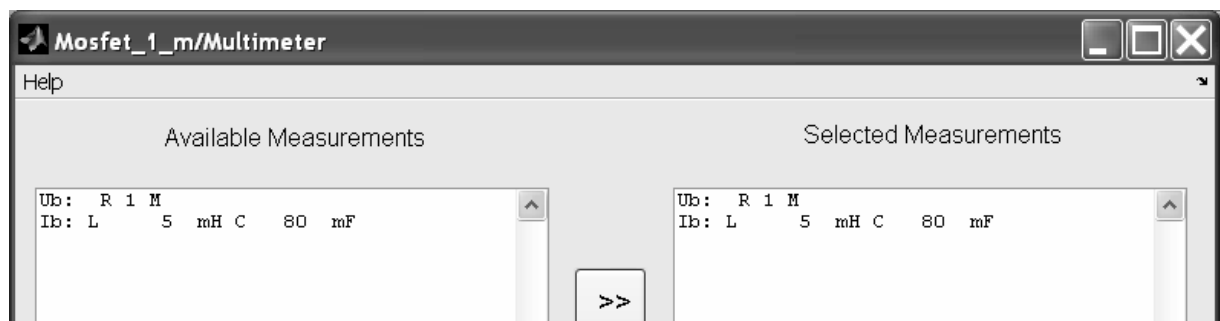 Mosfet_1_m/Multimeter
Help
Available Measurements
Selected Measurements
Ub:  R 1 M
Ib: L     5  mH C   80  mF
Ub:  R 1 M
Ib: L     5  mH C   80  mF
>>